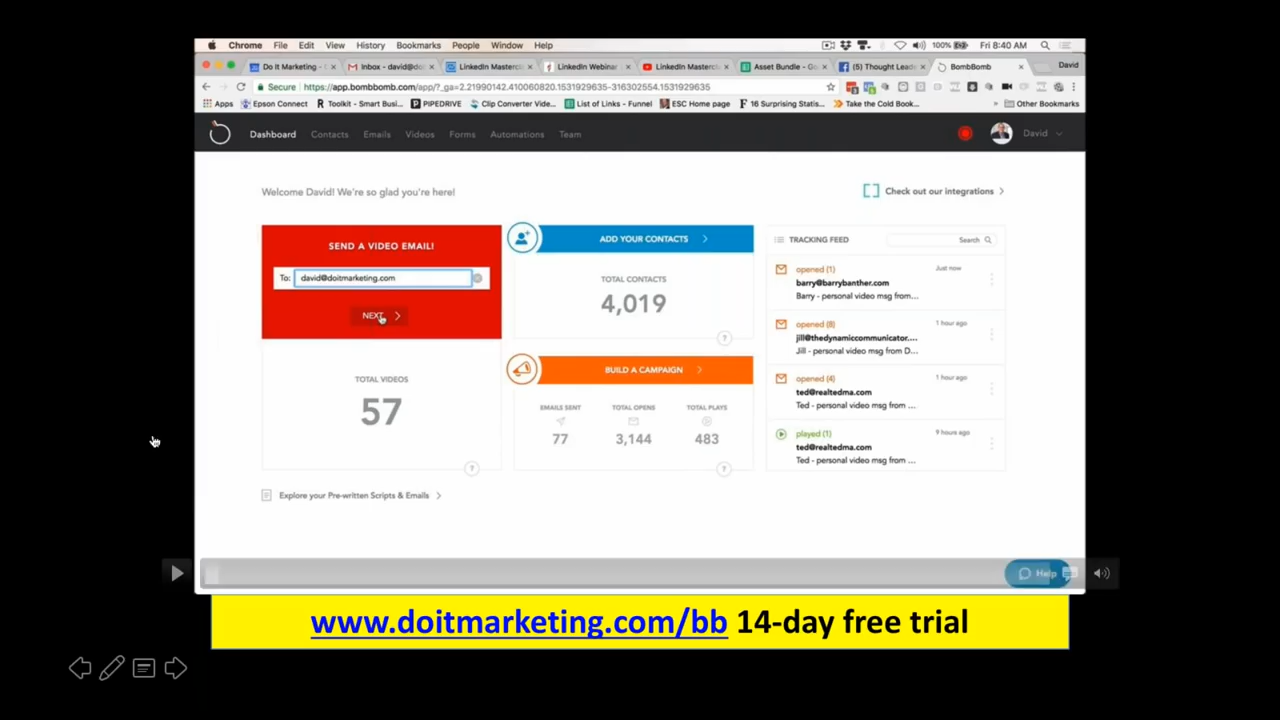 Chrome File Edit View History Bookmarks People Window Help 100% Fri 8:40 AM
Do It Marketing - Inbox - david@do LinkedIn Mastercl LinkedIn Webinar LinkedIn Mastercl Asset Bundle - Go (5) Thought Lead BombBomb David
Secure https://app.bombbomb.com/app/?_ga=2.21990142.410060820.1531929635-316302554.1531929635
Apps Epson Connect Toolkit - Smart Busi... PIPEDRIVE Clip Converter Vide... List of Links - Funnel ESC Home page 16 Surprising Statis... Take the Cold Book... Other Bookmarks
Dashboard Contacts Emails Videos Forms Automations Team David
Welcome David! We're so glad you're here!
Check out our integrations
SEND A VIDEO EMAIL!
To: david@doitmarketing.com
NEXT
TOTAL VIDEOS
57
?
Explore your Pre-written Scripts & Emails
ADD YOUR CONTACTS
TOTAL CONTACTS
4,019
?
BUILD A CAMPAIGN
EMAILS SENT TOTAL OPENS TOTAL PLAYS
77 3,144 483
?
TRACKING FEED Search
opened (1) Just now
barry@barrybanther.com
Barry - personal video msg from...
opened (8) 1 hour ago
jill@thedynamiccommunicator....
Jill - personal video msg from D...
opened (4) 1 hour ago
ted@realtedma.com
Ted - personal video msg from ...
played (1) 9 hours ago
ted@realtedma.com
Ted - personal video msg from ...
Help
www.doitmarketing.com/bb 14-day free trial